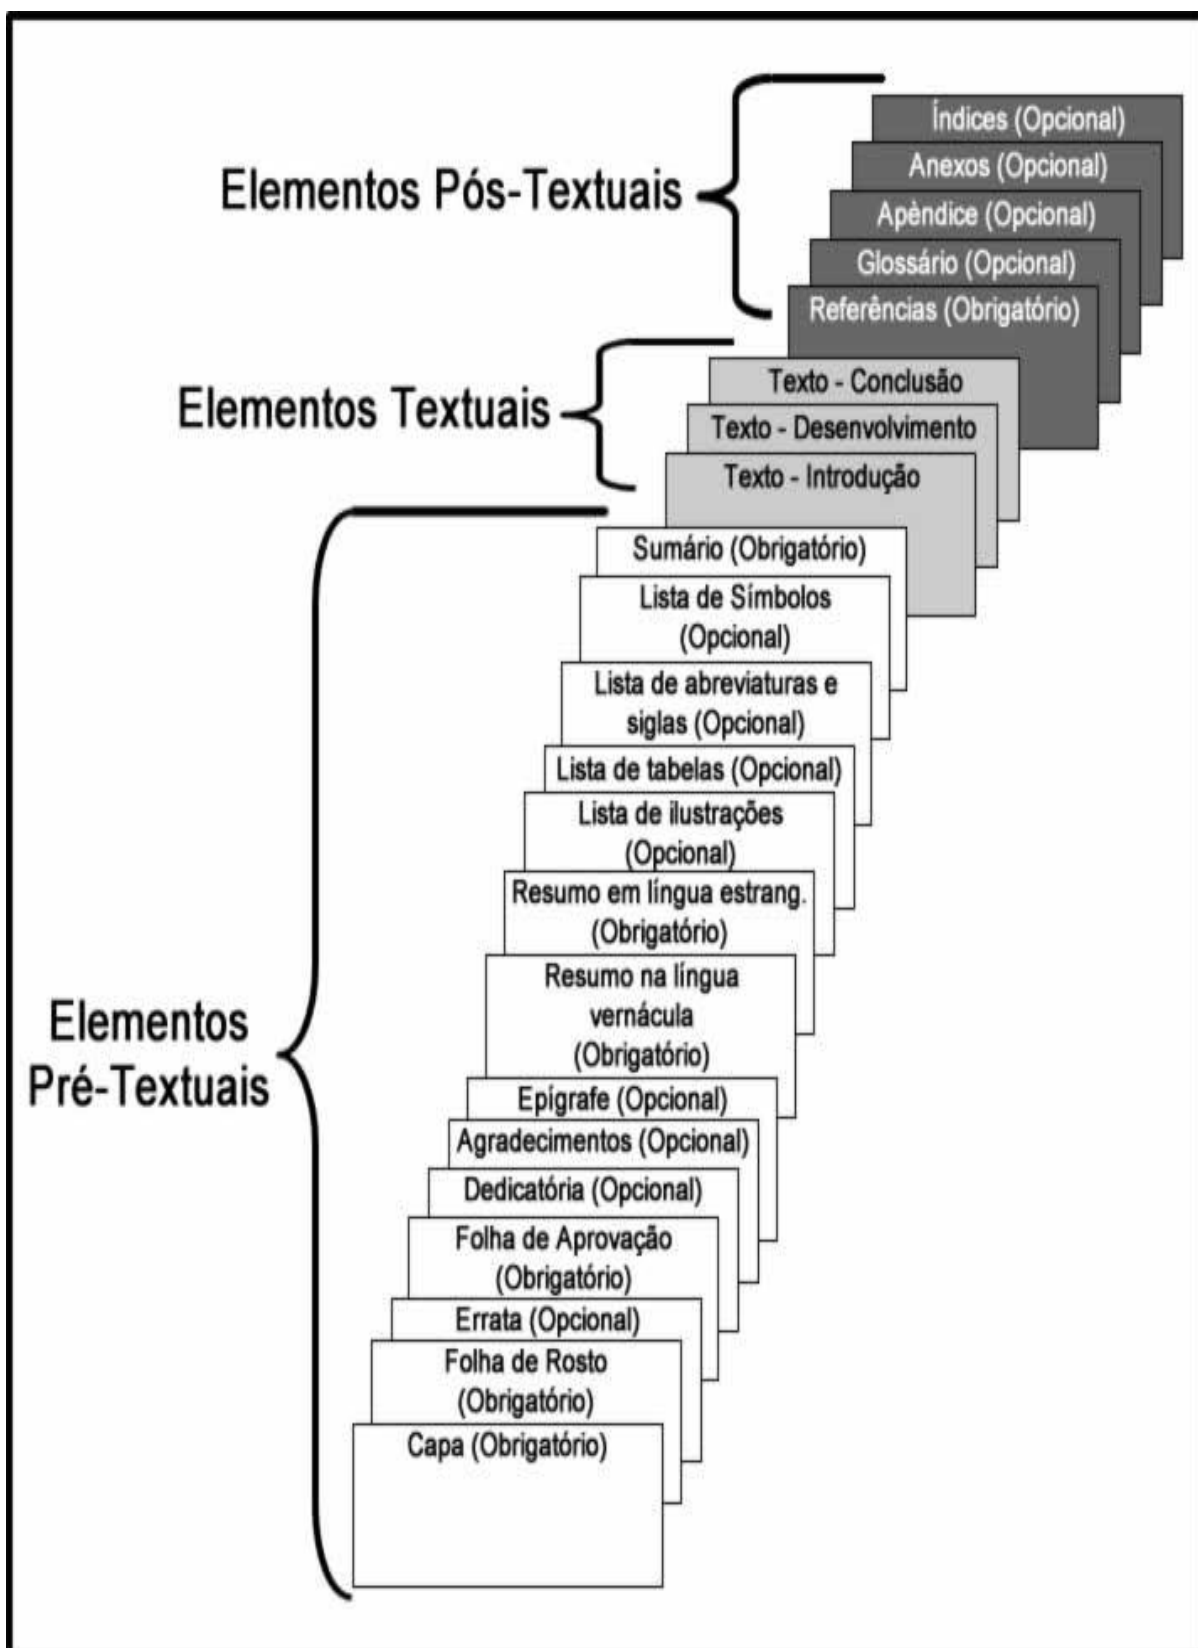 Índices (Opcional)
Anexos (Opcional)
Elementos Pós-Textuais
Apèndice (Opcional)
Glossário (Opcional)
Referências (Obrigatório)
Texto - Conclusão
Elementos Textuais
Texto - Desenvolvimento
Texto - Introdução
Sumário (Obrigatório)
Lista de Símbolos
(Opcional)
Lista de abreviaturas e
siglas (Opcional)
Lista de tabelas (Opcional)
Lista de ilustrações
(Opcional)
Resumo em língua estrang.
(Obrigatório)
Resumo na língua
vernácula
(Obrigatório)
Elementos
Pré-Textuais
Epígrafe (Opcional)
Agradecimentos (Opcional)
Dedicatória (Opcional)
Folha de Aprovação
(Obrigatório)
Errata (Opcional)
Folha de Rosto
(Obrigatório)
Capa (Obrigatório)